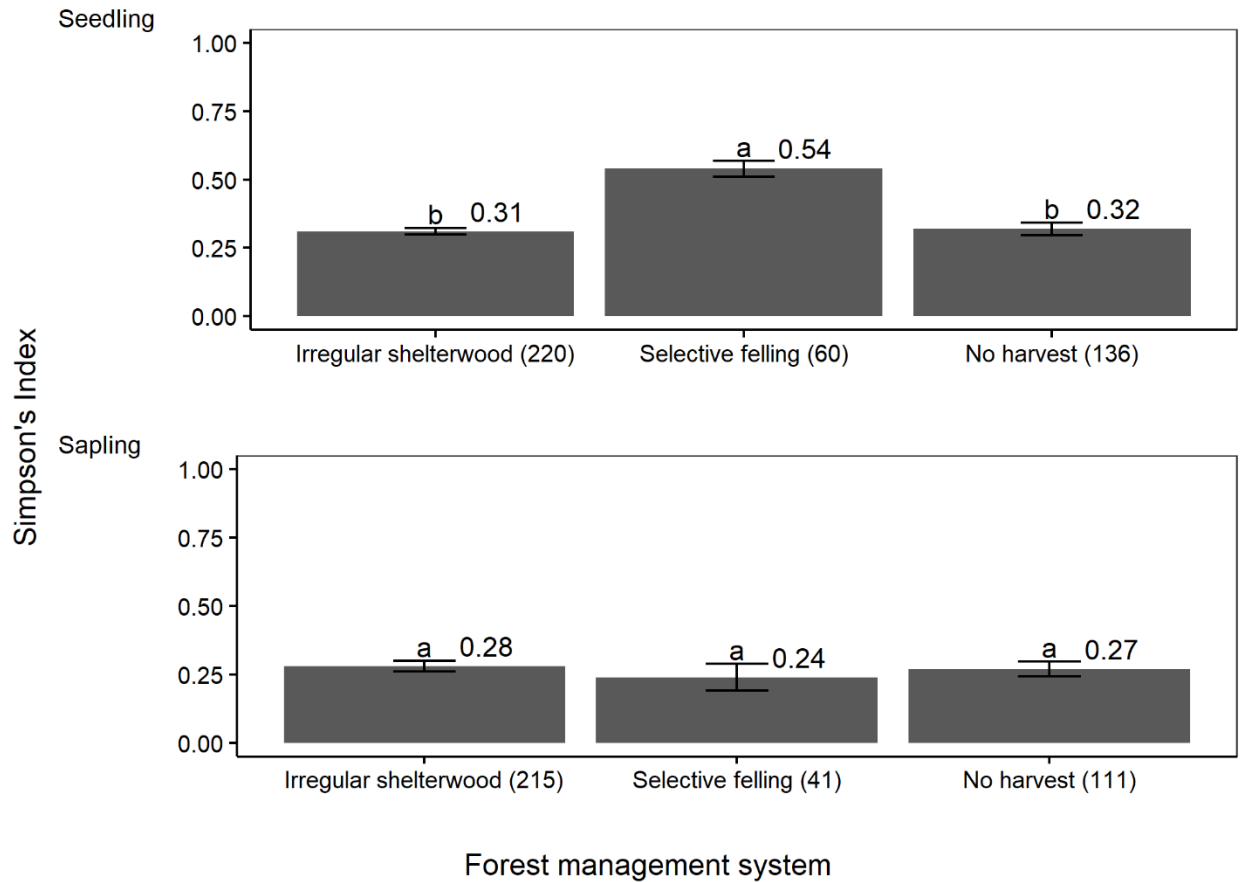 Seedling
1.00
0.75
0.50
0.25
0.00
b 0.31
a 0.54
b 0.32
Irregular shelterwood (220) Selective felling (60) No harvest (136)
Simpson's Index
Sapling
1.00
0.75
0.50
0.25
0.00
a 0.28
a 0.24
a 0.27
Irregular shelterwood (215) Selective felling (41) No harvest (111)
Forest management system